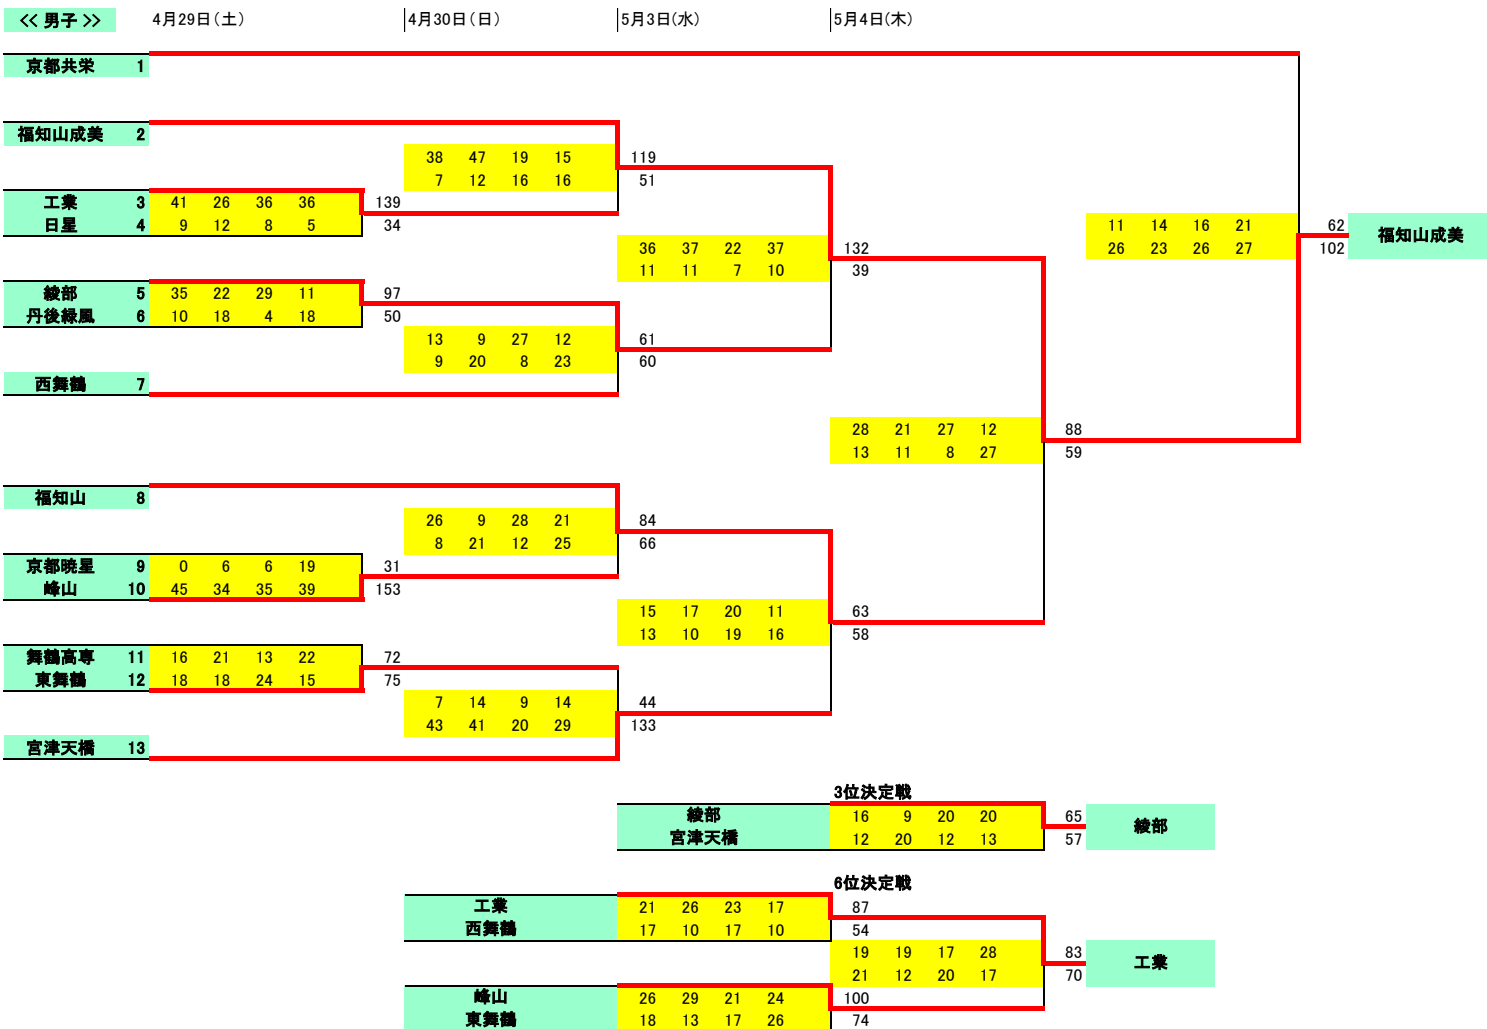 << 男子 >> 4月29日(土) 4月30日(日) 5月3日(水) 5月4日(木)
京都共栄 1
福知山成美 2
38 47 19 15 119
7 12 16 16 51
工業 3 41 26 36 36 139
日星 4 9 12 8 5 34
11 14 16 21 62
福知山成美
26 23 26 27 102
36 37 22 37 132
11 11 7 10 39
綾部 5 35 22 29 11 97
丹後緑風 6 10 18 4 18 50
13 9 27 12 61
9 20 8 23 60
西舞鶴 7
28 21 27 12 88
13 11 8 27 59
福知山 8
26 9 28 21 84
8 21 12 25 66
京都暁星 9 0 6 6 19 31
峰山 10 45 34 35 39 153
15 17 20 11 63
13 10 19 16 58
舞鶴高専 11 16 21 13 22 72
東舞鶴 12 18 18 24 15 75
7 14 9 14 44
43 41 20 29 133
宮津天橋 13
3位決定戦
綾部 16 9 20 20 65
綾部
宮津天橋 12 20 12 13 57
6位決定戦
工業 21 26 23 17 87
西舞鶴 17 10 17 10 54
19 19 17 28 83
工業
21 12 20 17 70
峰山 26 29 21 24 100
東舞鶴 18 13 17 26 74